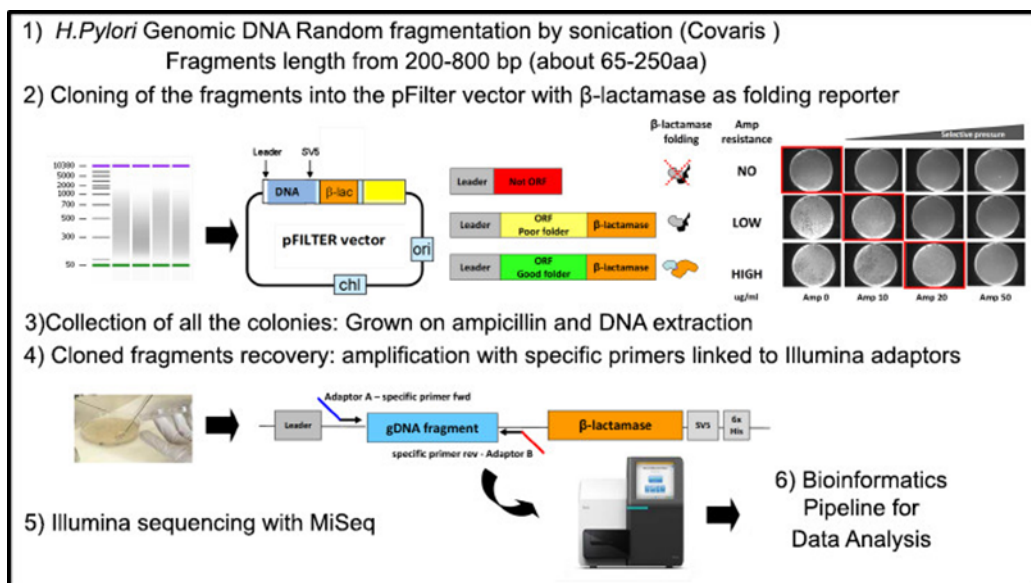 1) H.Pylori Genomic DNA Random fragmentation by sonication (Covaris )
Fragments length from 200-800 bp (about 65-250aa)
2) Cloning of the fragments into the pFilter vector with β-lactamase as folding reporter
10380
5000
2000
1000
700
500
300
50
Leader
SV5
DNA
β-lac
pFILTER vector
ori
chl
β-lactamase
folding
Amp
resistance
Selective pressure
Leader
Not ORF
NO
Leader
ORF
Poor folder
β-lactamase
LOW
Leader
ORF
Good folder
β-lactamase
HIGH
ug/ml
Amp 0
Amp 10
Amp 20
Amp 50
3)Collection of all the colonies: Grown on ampicillin and DNA extraction
4) Cloned fragments recovery: amplification with specific primers linked to Illumina adaptors
Adaptor A – specific primer fwd
Leader
gDNA fragment
β-lactamase
SV5
6x
His
specific primer rev - Adaptor B
5) Illumina sequencing with MiSeq
6) Bioinformatics
Pipeline for
Data Analysis